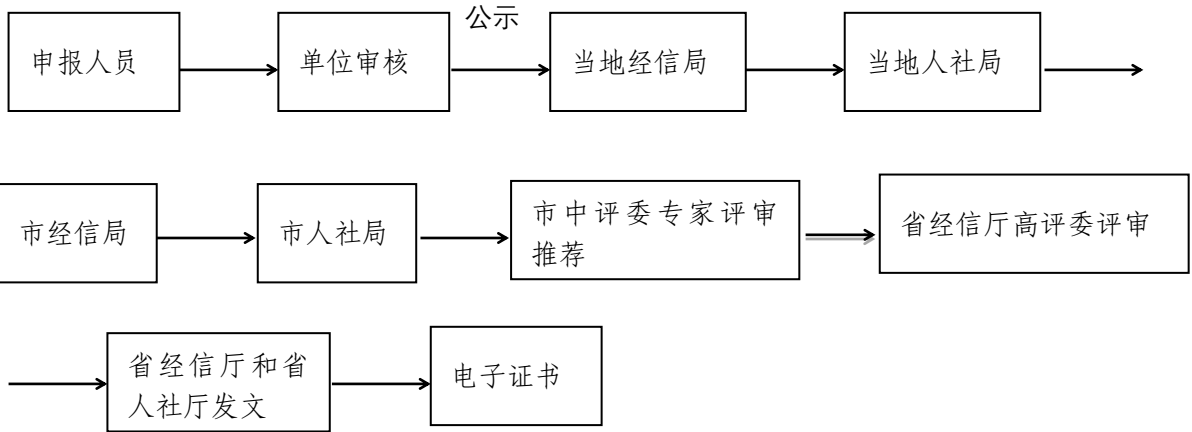 公示
申报人员
单位审核
当地经信局
当地人社局
市经信局
市人社局
市中评委专家评审
推荐
省经信厅高评委评审
省经信厅和省
人社厅发文
电子证书